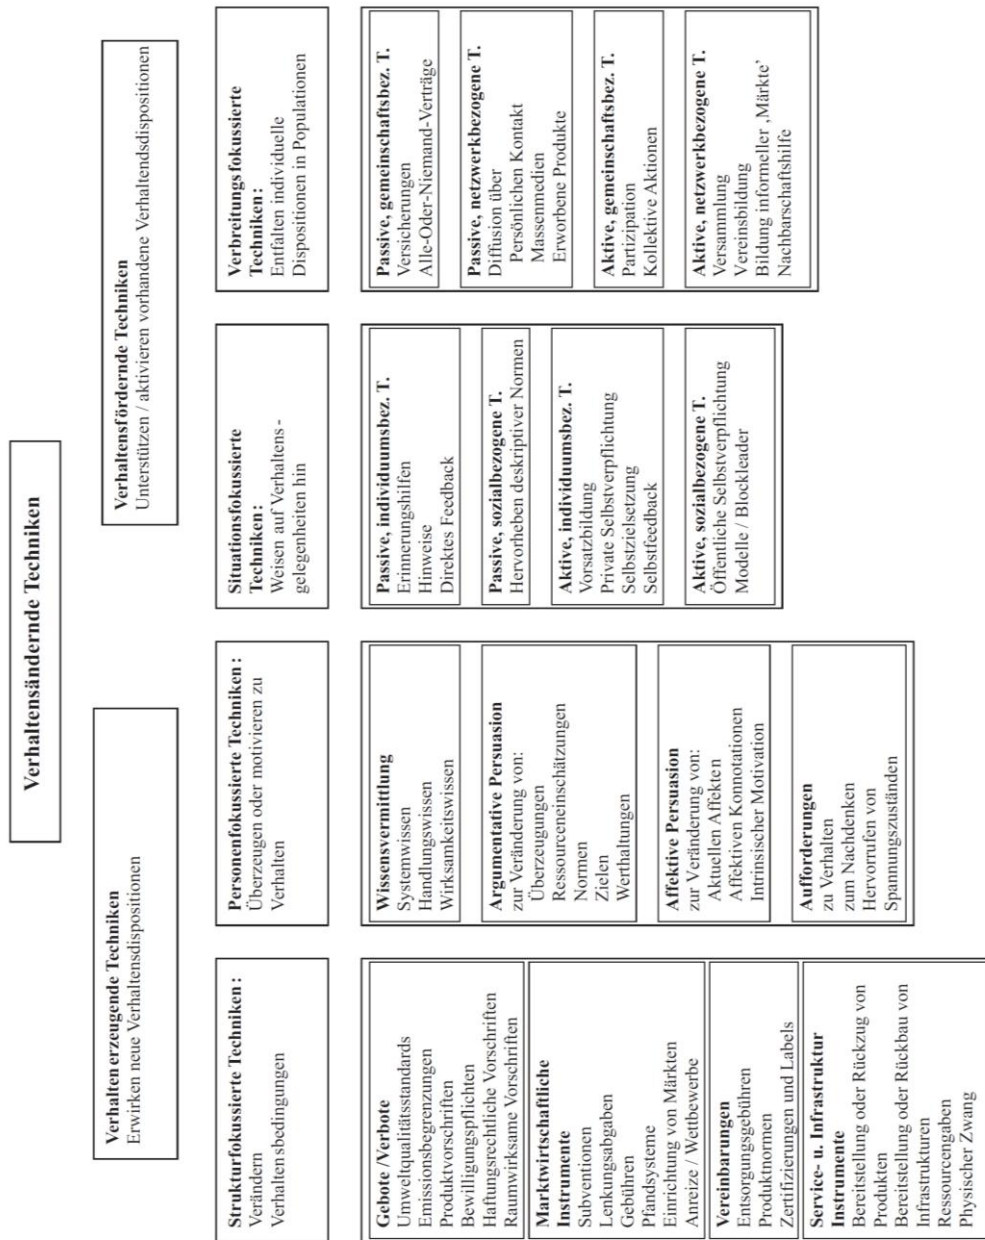 Verhaltensändernde Techniken
Verhalten erzeugende Techniken
Erwirken neue Verhaltensdispositionen
Verhaltensfördernde Techniken
Unterstützen / aktivieren vorhandene Verhaltendsdispositionen
Strukturfokussierte Techniken:
Verändern
Verhaltensbedingungen
Personenfokussierte Techniken:
Überzeugen oder motivieren zu
Verhalten
Situationsfokussierte
Techniken:
Weisen auf Verhaltens-
gelegenheiten hin
Verbreitungsfokussierte
Techniken:
Entfalten individuelle
Dispositionen in Populationen
Gebote /Verbote
Umweltqualitätsstandards
Emissionsbegrenzungen
Produktvorschriften
Bewilligungspflichten
Haftungsrechtliche Vorschriften
Raumwirksame Vorschriften
Marktwirtschaftliche
Instrumente
Subventionen
Lenkungsabgaben
Gebühren
Pfandsysteme
Einrichtung von Märkten
Anreize / Wettbewerbe
Vereinbarungen
Entsorgungsgebühren
Produktnormen
Zertifizierungen und Labels
Service- u. Infrastruktur
Instrumente
Bereitstellung oder Rückzug von
Produkten
Bereitstellung oder Rückbau von
Infrastrukturen
Ressourcengaben
Physischer Zwang
Wissensvermittlung
Systemwissen
Handlungswissen
Wirksamkeitswissen
Argumentative Persuasion
zur Veränderung von:
Überzeugungen
Ressourceneinschätzungen
Normen
Zielen
Werthaltungen
Affektive Persuasion
zur Veränderung von:
Aktuellen Affekten
Affektiven Konnotationen
Intrinsischer Motivation
Aufforderungen
zu Verhalten
zum Nachdenken
Hervorrufen von
Spannungszuständen
Passive, individuumsbez. T.
Erinnerungshilfen
Hinweise
Direktes Feedback
Passive, sozialbezogene T.
Hervorheben deskriptiver Normen
Aktive, individuumsbez. T.
Vorsatzbildung
Private Selbstverpflichtung
Selbstzielsetzung
Selbstfeedback
Aktive, sozialbezogene T.
Öffentliche Selbstverpflichtung
Modelle / Blockleader
Passive, gemeinschaftsbez. T.
Versicherungen
Alle-Oder-Niemand-Verträge
Passive, netzwerkbezogene T.
Diffusion über
Persönlichen Kontakt
Massenmedien
Erworbene Produkte
Aktive, gemeinschaftsbez. T.
Partizipation
Kollektive Aktionen
Aktive, netzwerkbezogene T.
Versammlung
Vereinsbildung
Bildung informeller ‚Märkte’
Nachbarschaftshilfe